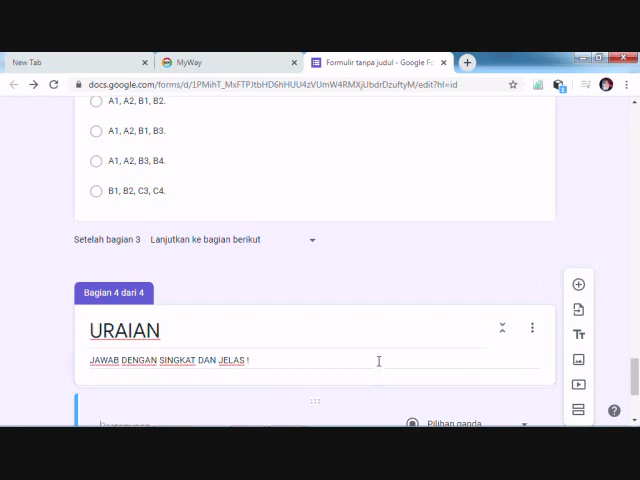 New Tab
MyWay
Formulir tanpa judul - Google Fo
docs.google.com/forms/d/1PMihT_MxFTPJtbHD6hHUU4zVUmW4RMXjUbdrDzuftyM/edit?hl=id
A1, A2, B1, B2.
A1, A2, B1, B3.
A1, A2, B3, B4.
B1, B2, C3, C4.
Setelah bagian 3 Lanjutkan ke bagian berikut
Bagian 4 dari 4
URAIAN
JAWAB DENGAN SINGKAT DAN JELAS !
Tт
Pilihan ganda